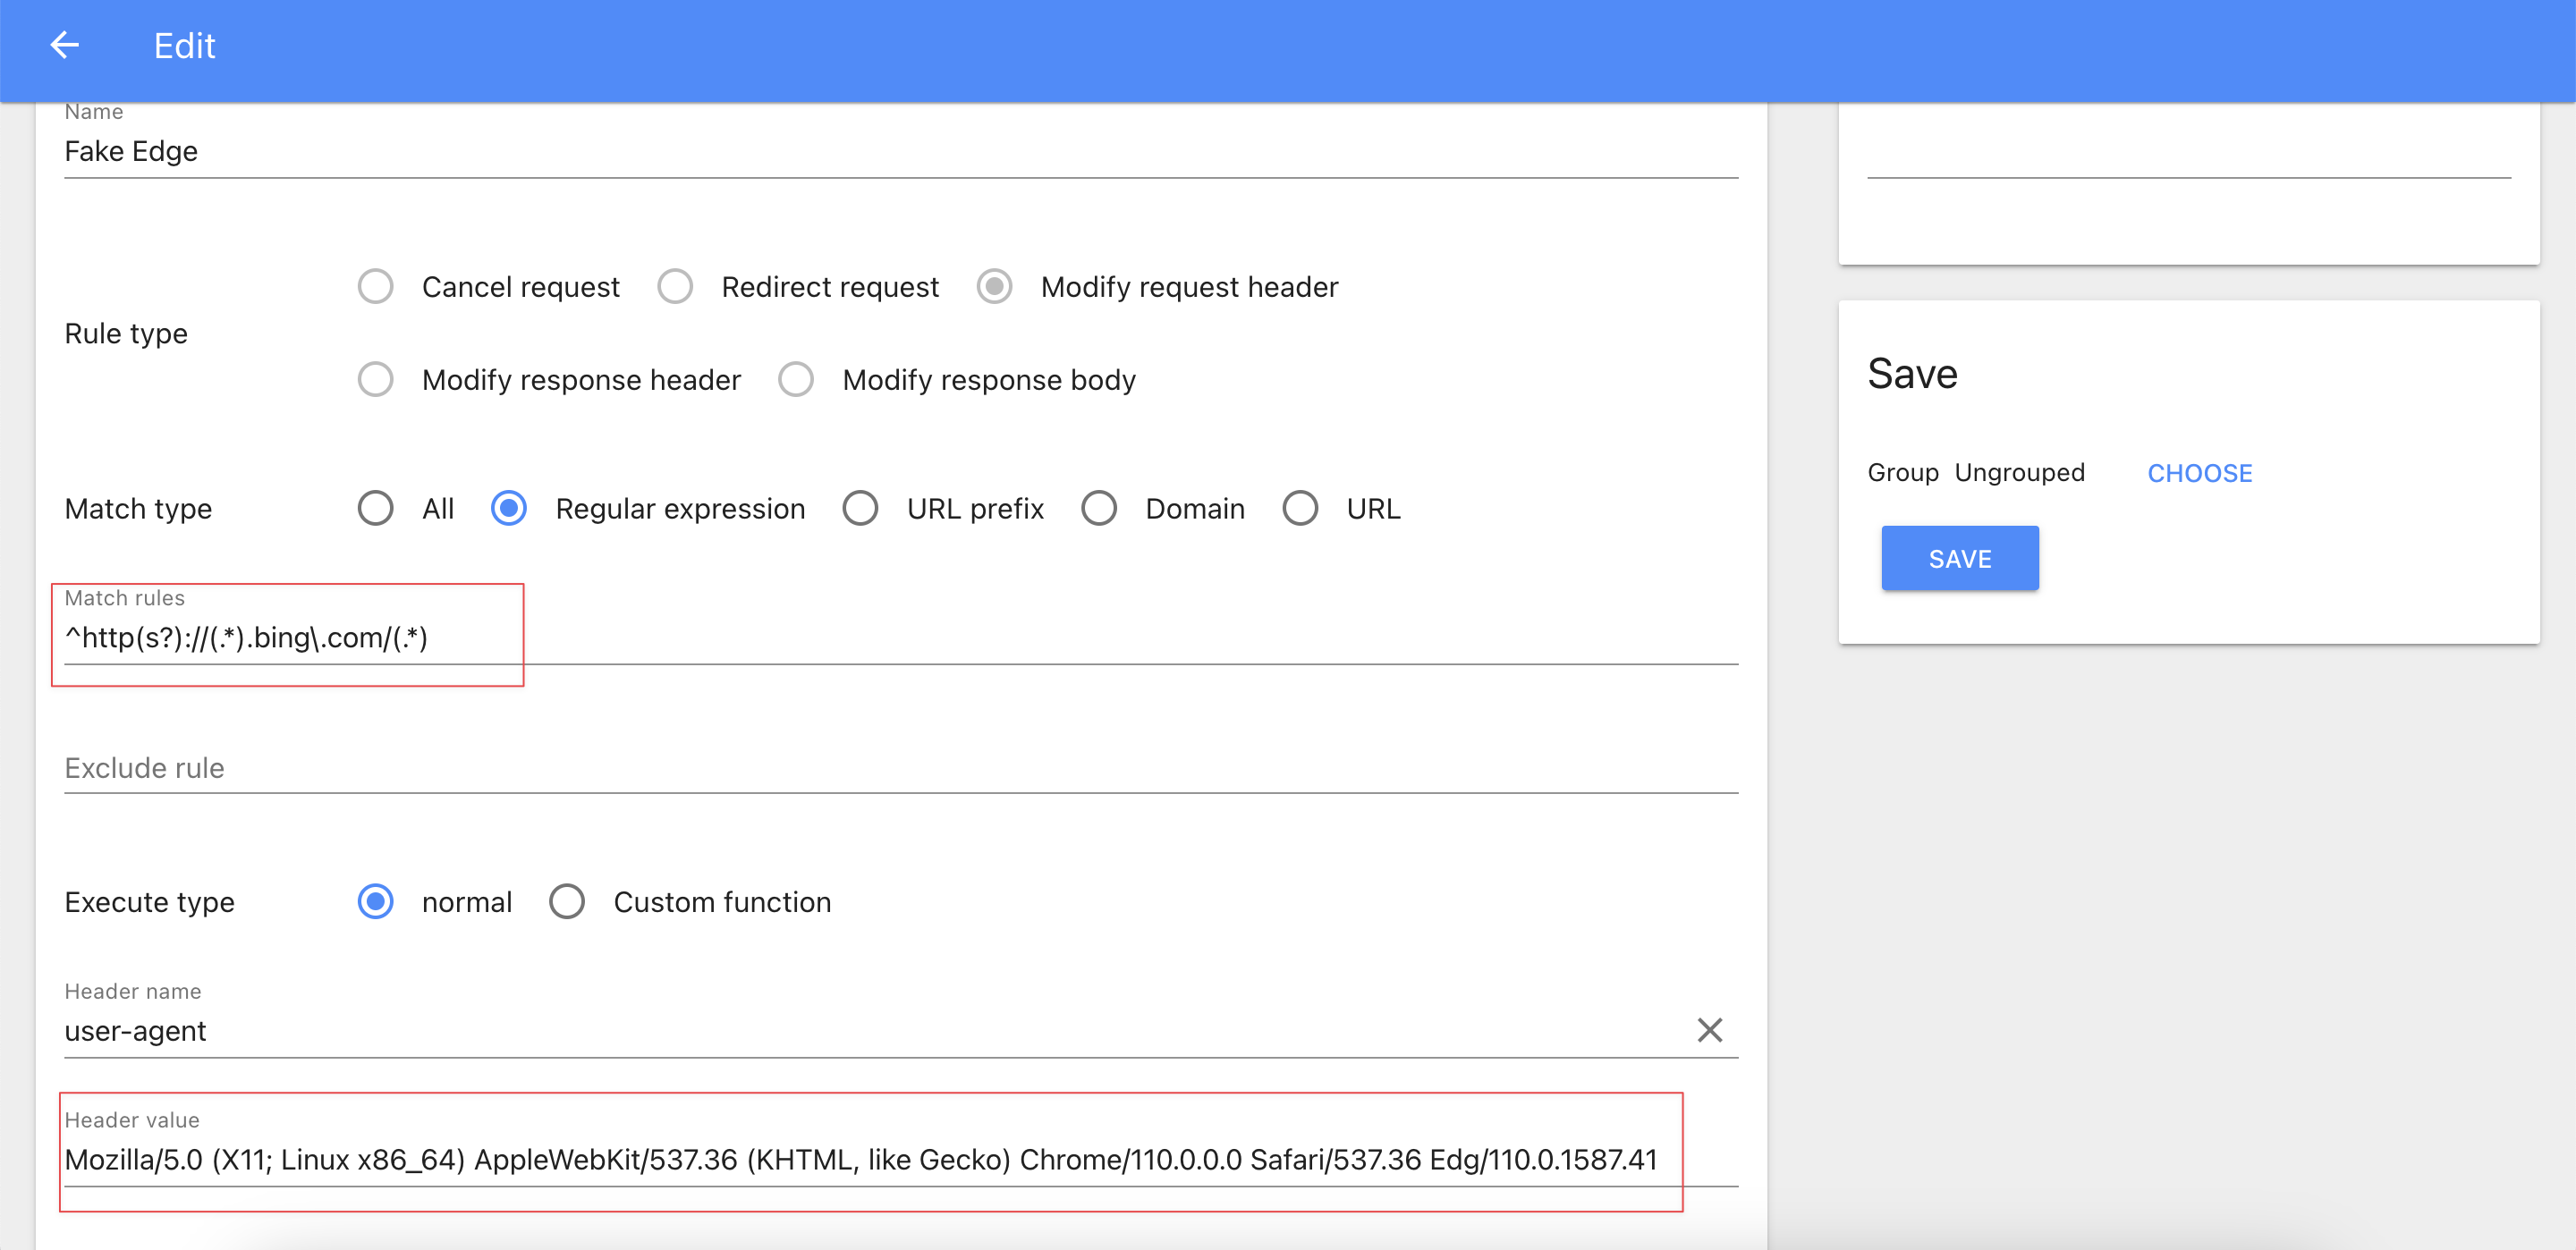 Edit
Name
Fake Edge
Rule type
Cancel request Redirect request Modify request header
Modify response header Modify response body
Match type All Regular expression URL prefix Domain URL
Match rules
^http(s?)://(.*).bing\.com/(.*)
Exclude rule
Execute type normal Custom function
Header name
user-agent
Header value
Mozilla/5.0 (X11; Linux x86_64) AppleWebKit/537.36 (KHTML, like Gecko) Chrome/110.0.0.0 Safari/537.36 Edg/110.0.1587.41
Save
Group Ungrouped CHOOSE
SAVE